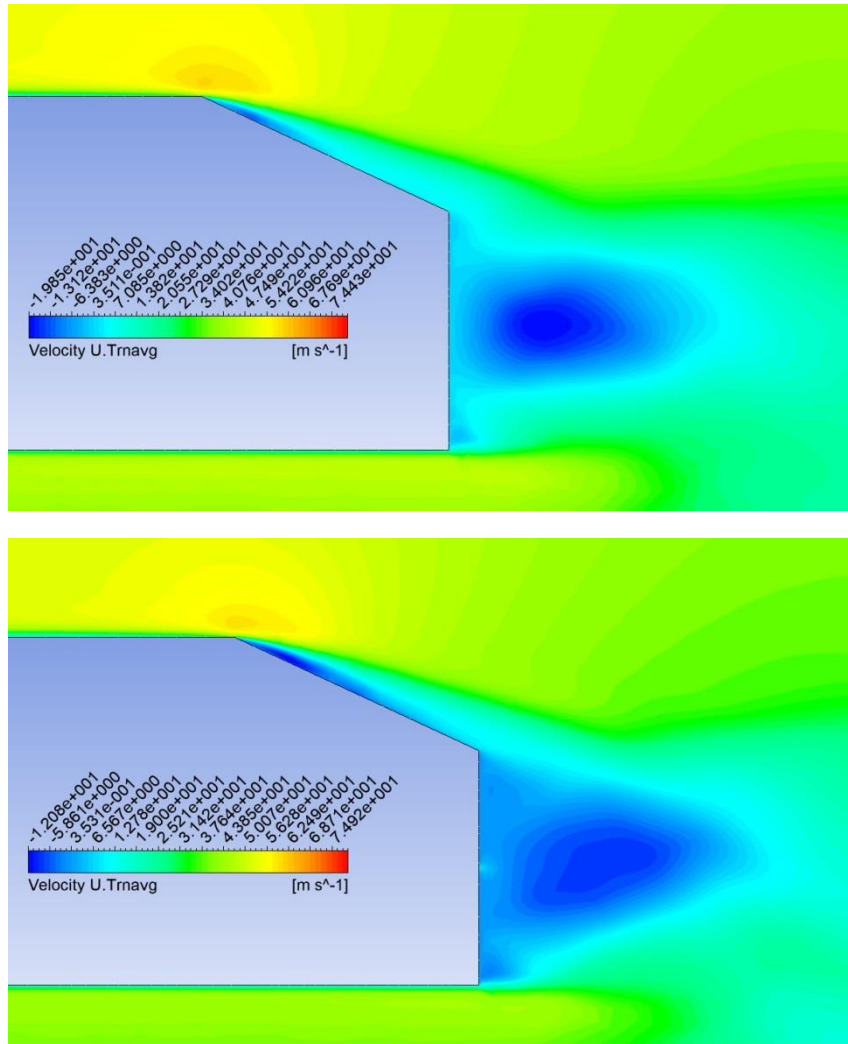 -1.985e+001
-1.312e+001
-6.383e+000
3.511e-001
7.085e+000
1.382e+001
2.055e+001
2.729e+001
3.402e+001
4.076e+001
4.749e+001
5.422e+001
6.096e+001
6.769e+001
7.443e+001
Velocity U.Trnavg [m s^-1]
-1.208e+001
-5.861e+000
3.531e-001
6.567e+000
1.278e+001
1.900e+001
2.521e+001
3.142e+001
3.764e+001
4.385e+001
5.007e+001
5.628e+001
6.249e+001
6.871e+001
7.492e+001
Velocity U.Trnavg [m s^-1]